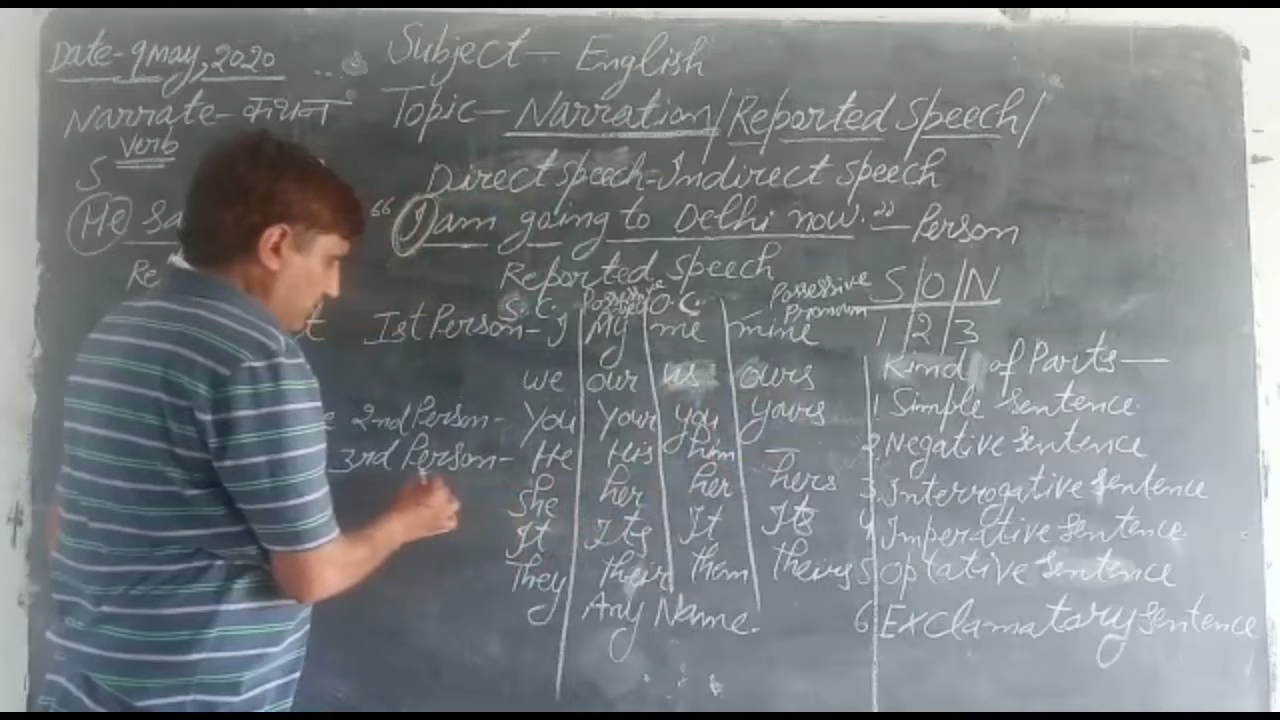 Date-9may,2020
Subject- English
Narrate-कथन
Topic- Narration/Reported Speech/
Verb
S
Direct speech-Indirect speech
He sa
“I am going to Delhi now.”-Person
Re
Reported speech
S O N
1 2 3
S.C. Possessive O.C. Possessive Pronoun
t Ist Person- I My me mine
we our us ours
e 2nd Person- You Your you yours
3rd Person- He His him -
She her her hers
It Its It Its
They their them theirs
Any Name.
Kind of Parts-
1 Simple sentence.
2 Negative sentence
3. Interrogative sentence
4 Imperative sentence.
5 Optative sentence
6 Exclamatory sentence